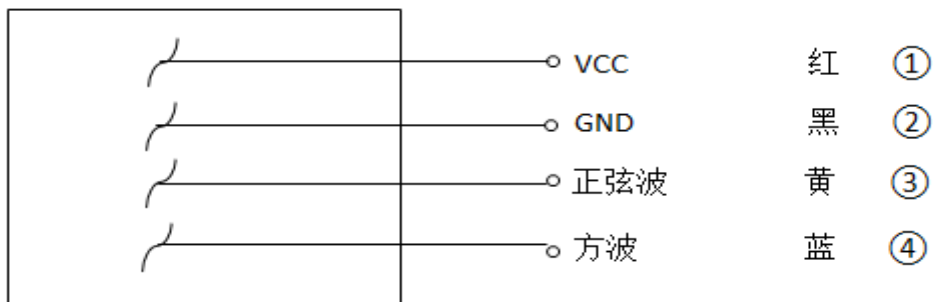 VCC 红 ①
GND 黑 ②
正弦波 黄 ③
方波 蓝 ④